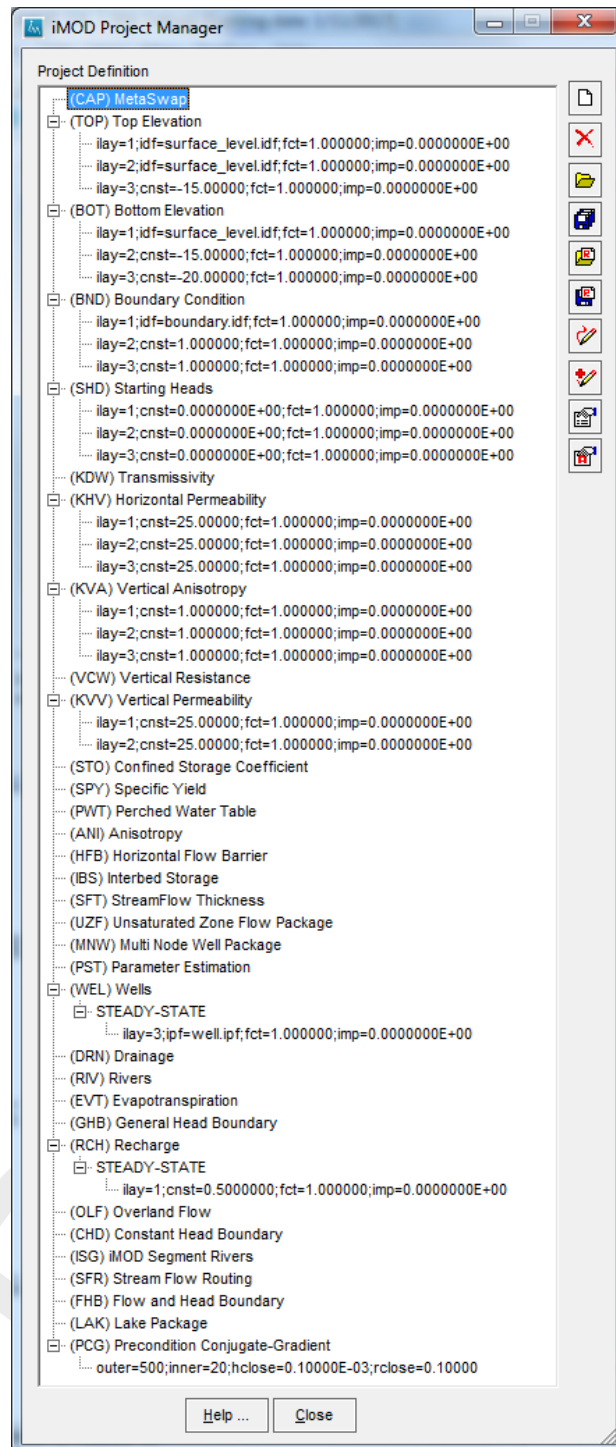 iMOD Project Manager
Project Definition
(CAP) MetaSwap
(TOP) Top Elevation
ilay=1;idf=surface_level.idf;fct=1.000000;imp=0.0000000E+00
ilay=2;idf=surface_level.idf;fct=1.000000;imp=0.0000000E+00
ilay=3;cnst=-15.00000;fct=1.000000;imp=0.0000000E+00
(BOT) Bottom Elevation
ilay=1;idf=surface_level.idf;fct=1.000000;imp=0.0000000E+00
ilay=2;cnst=-15.00000;fct=1.000000;imp=0.0000000E+00
ilay=3;cnst=-20.00000;fct=1.000000;imp=0.0000000E+00
(BND) Boundary Condition
ilay=1;idf=boundary.idf;fct=1.000000;imp=0.0000000E+00
ilay=2;cnst=1.000000;fct=1.000000;imp=0.0000000E+00
ilay=3;cnst=1.000000;fct=1.000000;imp=0.0000000E+00
(SHD) Starting Heads
ilay=1;cnst=0.0000000E+00;fct=1.000000;imp=0.0000000E+00
ilay=2;cnst=0.0000000E+00;fct=1.000000;imp=0.0000000E+00
ilay=3;cnst=0.0000000E+00;fct=1.000000;imp=0.0000000E+00
(KDW) Transmissivity
(KHV) Horizontal Permeability
ilay=1;cnst=25.00000;fct=1.000000;imp=0.0000000E+00
ilay=2;cnst=25.00000;fct=1.000000;imp=0.0000000E+00
ilay=3;cnst=25.00000;fct=1.000000;imp=0.0000000E+00
(KVA) Vertical Anisotropy
ilay=1;cnst=1.000000;fct=1.000000;imp=0.0000000E+00
ilay=2;cnst=1.000000;fct=1.000000;imp=0.0000000E+00
ilay=3;cnst=1.000000;fct=1.000000;imp=0.0000000E+00
(VCW) Vertical Resistance
(KVV) Vertical Permeability
ilay=1;cnst=25.00000;fct=1.000000;imp=0.0000000E+00
ilay=2;cnst=25.00000;fct=1.000000;imp=0.0000000E+00
(STO) Confined Storage Coefficient
(SPY) Specific Yield
(PWT) Perched Water Table
(ANI) Anisotropy
(HFB) Horizontal Flow Barrier
(IBS) Interbed Storage
(SFT) StreamFlow Thickness
(UZF) Unsaturated Zone Flow Package
(MNW) Multi Node Well Package
(PST) Parameter Estimation
(WEL) Wells
STEADY-STATE
ilay=3;ipf=well.ipf;fct=1.000000;imp=0.0000000E+00
(DRN) Drainage
(RIV) Rivers
(EVT) Evapotranspiration
(GHB) General Head Boundary
(RCH) Recharge
STEADY-STATE
ilay=1;cnst=0.5000000;fct=1.000000;imp=0.0000000E+00
(OLF) Overland Flow
(CHD) Constant Head Boundary
(ISG) iMOD Segment Rivers
(SFR) Stream Flow Routing
(FHB) Flow and Head Boundary
(LAK) Lake Package
(PCG) Precondition Conjugate-Gradient
outer=500;inner=20;hclose=0.10000E-03;rclose=0.10000
Help ... Close